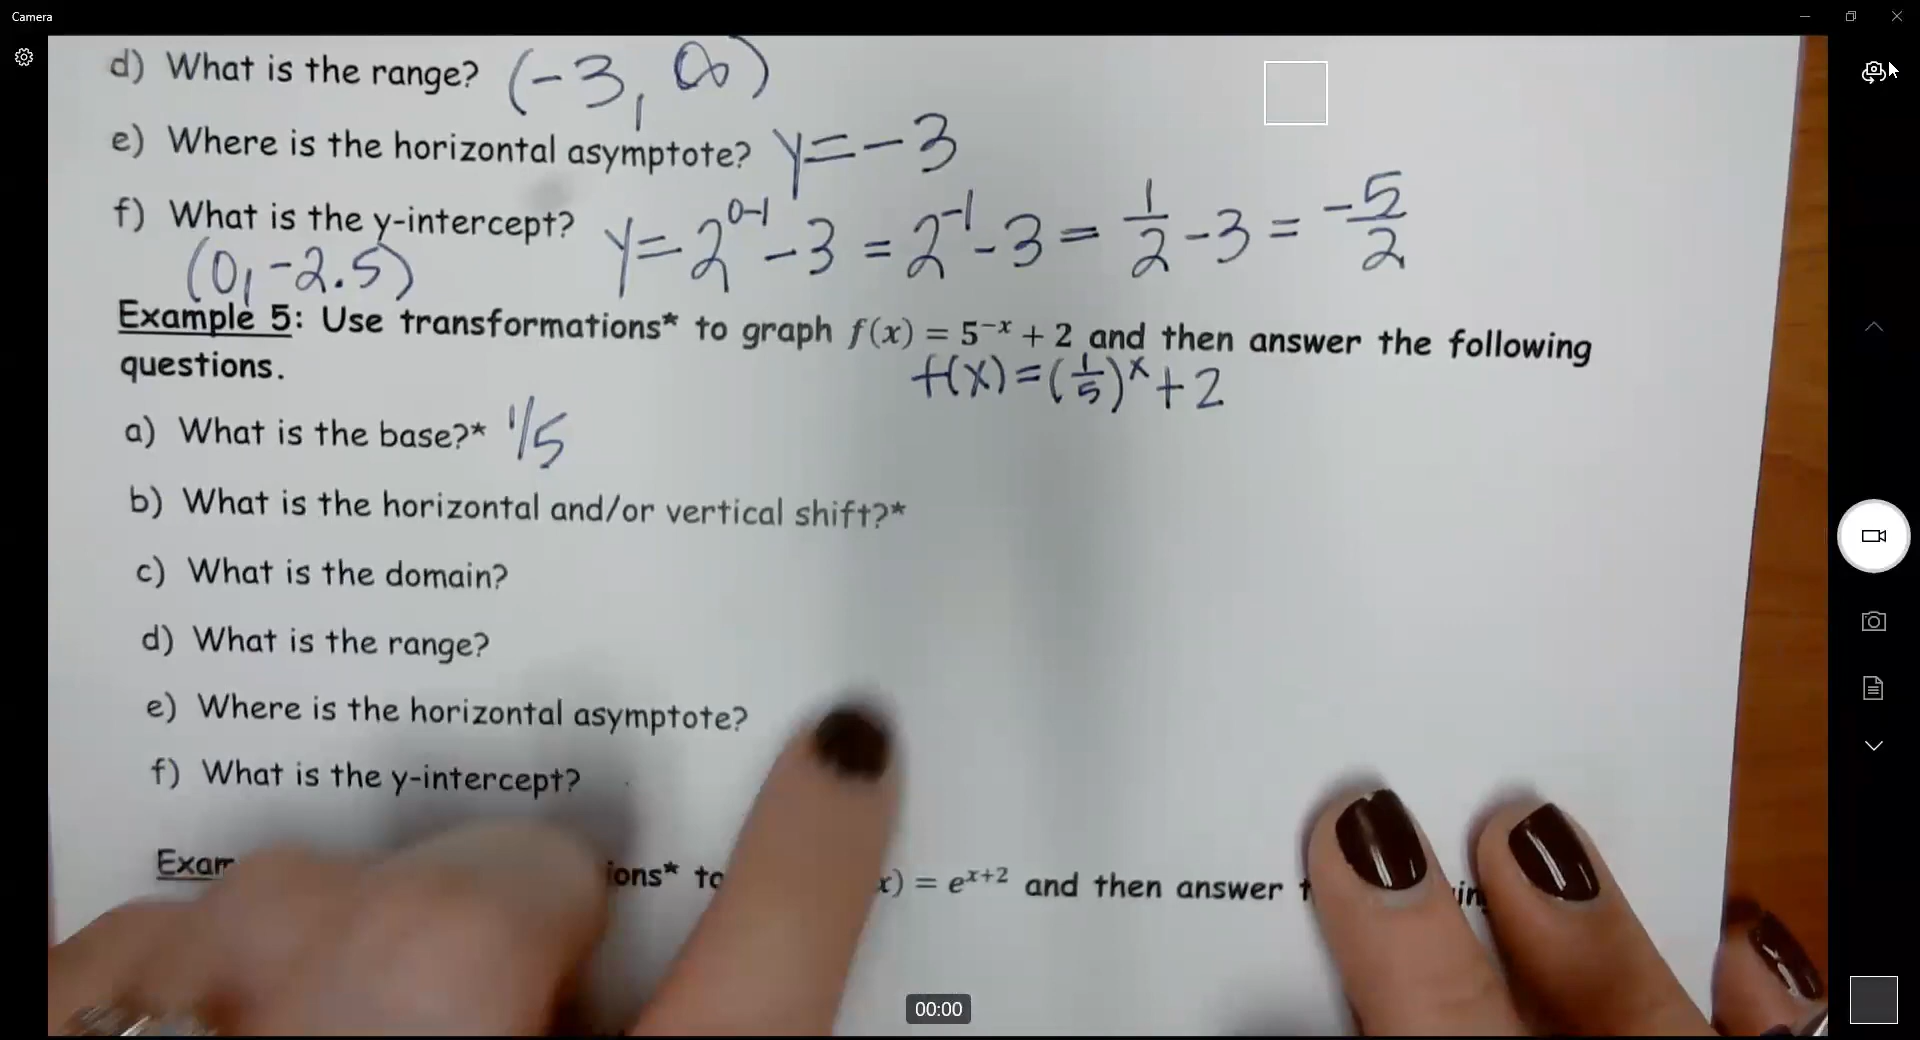 Camera
d) What is the range? (-3, ∞)
e) Where is the horizontal asymptote? y=-3
f) What is the y-intercept? y=2^{0-1}-3 = 2^{-1}-3 = 1/2-3 = -5/2
(0, -2.5)
Example 5: Use transformations* to graph f(x) = 5^{-x} + 2 and then answer the following
questions. f(x)=(1/5)^x+2
a) What is the base?* 1/5
b) What is the horizontal and/or vertical shift?*
c) What is the domain?
d) What is the range?
e) Where is the horizontal asymptote?
f) What is the y-intercept?
x) = e^{x+2} and then answer
00:00